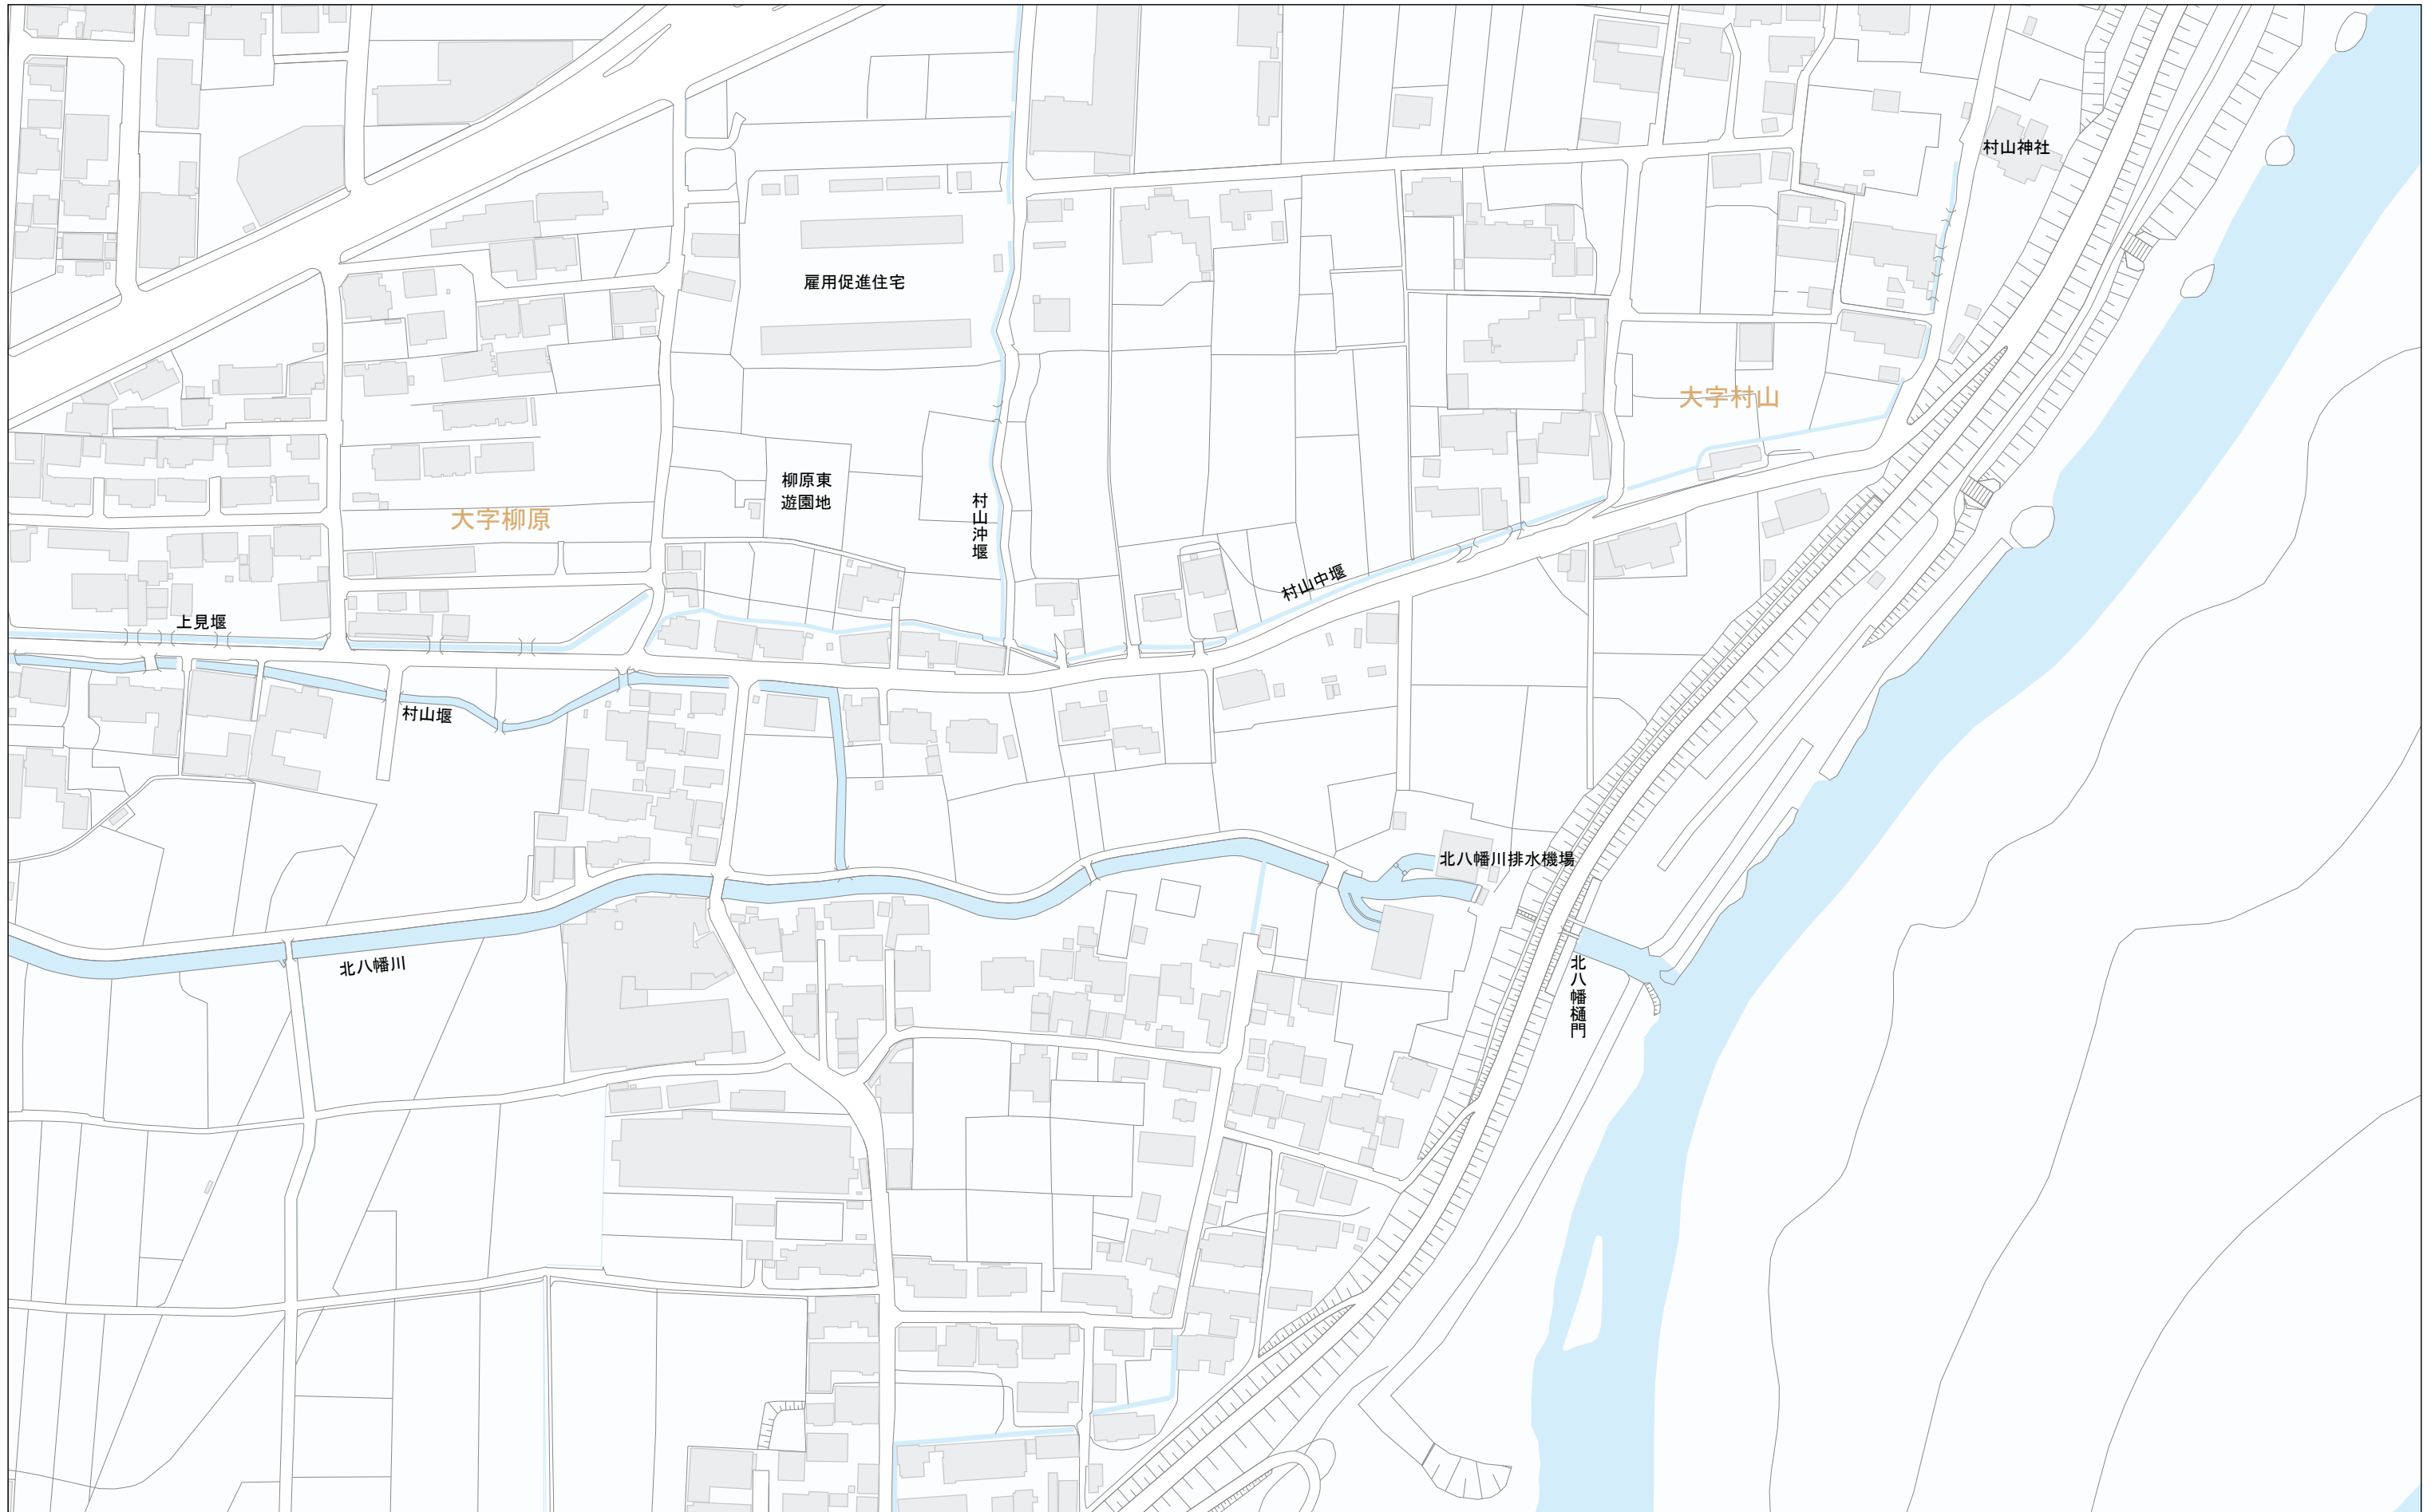 村山神社
雇用促進住宅
大字村山
柳原東
遊園地
村山沖堰
大字柳原
村山中堰
上見堰
村山堰
北八幡川排水機場
北八幡川
北八幡樋門